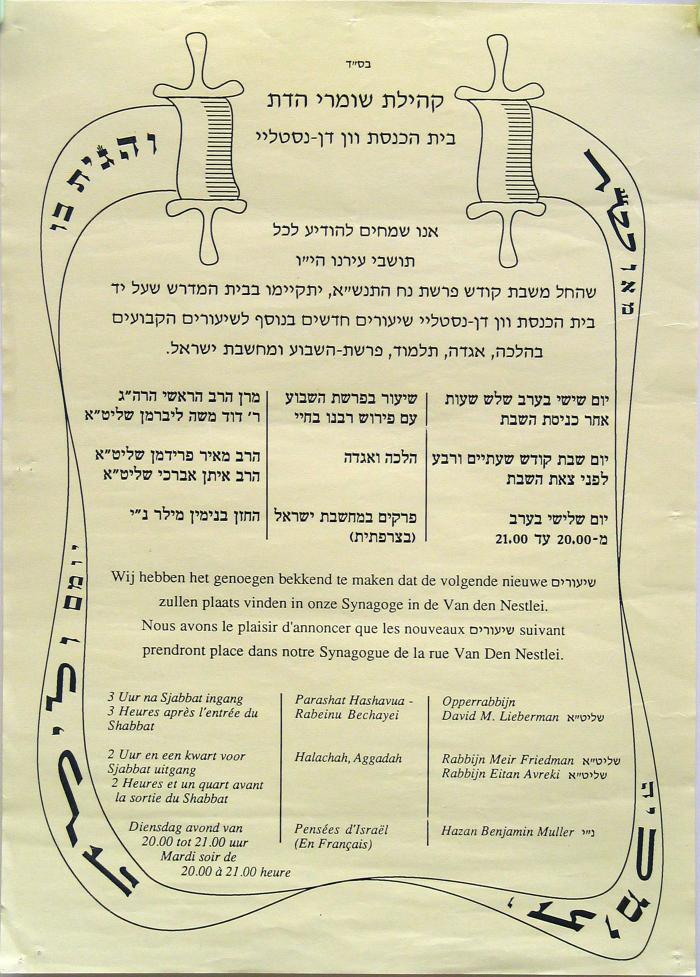 בס״ד
קהילת שומרי הדת
בית הכנסת וון דן-נסטליי
והגית בו
יומם ולילה
אנו שמחים להודיע לכל
תושבי עירנו הי״ו
שהחל משבת קודש פרשת נח התנש״א, יתקיימו בבית המדרש שעל יד
בית הכנסת וון דן-נסטליי שיעורים חדשים בנוסף לשיעורים הקבועים
בהלכה, אגדה, תלמוד, פרשת-השבוע ומחשבת ישראל.
יום שישי בערב שלש שעות שיעור בפרשת השבוע מרן הרב הראשי הרה״ג
אחר כניסת השבת עם פירוש רבנו בחיי ר׳ דוד משה ליברמן שליט״א
יום שבת קודש שעתיים ורבע הלכה ואגדה הרב מאיר פרידמן שליט״א
לפני צאת השבת הרב איתן אברכי שליט״א
יום שלישי בערב פרקים במחשבת ישראל החזן בנימין מילר נ״י
מ-20.00 עד 21.00 (בצרפתית)
Wij hebben het genoegen bekkend te maken dat de volgende nieuwe שיעורים
zullen plaats vinden in onze Synagoge in de Van den Nestlei.
Nous avons le plaisir d'annoncer que les nouveaux שיעורים suivant
prendront place dans notre Synagogue de la rue Van Den Nestlei.
3 Uur na Sjabbat ingang Parashat Hashavua - Opperrabbijn
3 Heures après l'entrée du Rabeinu Bechayei David M. Lieberman שליט״א
Shabbat
2 Uur en een kwart voor Halachah, Aggadah Rabbijn Meir Friedman שליט״א
Sjabbat uitgang Rabbijn Eitan Avreki שליט״א
2 Heures et un quart avant
la sortie du Shabbat
Diensdag avond van Pensées d'Israël Hazan Benjamin Muller נ״י
20.00 tot 21.00 uur (En Français)
Mardi soir de
20.00 à 21.00 heure